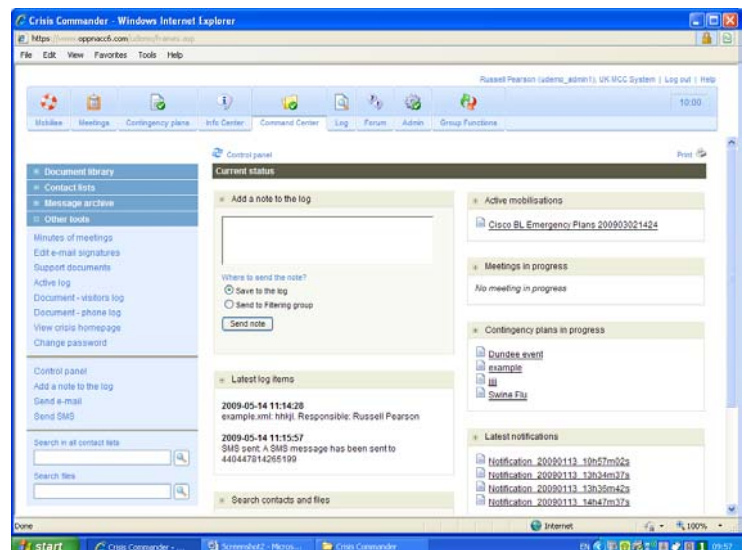 Crisis Commander - Windows Internet Explorer
https://www.oppnacc6.com/udemo/frames.asp
File Edit View Favorites Tools Help
Russell Pearson (udemo_admin1), UK MCC System | Log out | Help
Mobilise Meetings Contingency plans Info Center Command Center Log Forum Admin Group Functions
10:00
Control panel
Print
Document library
Contact lists
Message archive
Other tools
Minutes of meetings
Edit e-mail signatures
Support documents
Active log
Document - visitors log
Document - phone log
View crisis homepage
Change password
Control panel
Add a note to the log
Send e-mail
Send SMS
Search in all contact lists
Search files
Current status
Add a note to the log
Where to send the note?
Save to the log
Send to Filtering group
Send note
Latest log items
2009-05-14 11:14:28
example.xml: hhkjl. Responsible: Russell Pearson
2009-05-14 11:15:57
SMS sent: A SMS message has been sent to
440447814265199
Search contacts and files
Active mobilisations
Cisco BL Emergency Plans 200903021424
Meetings in progress
No meeting in progress
Contingency plans in progress
Dundee event
example
jjjj
Swine Flu
Latest notifications
Notification_20090113_10h57m02s
Notification_20090113_13h34m37s
Notification_20090113_13h36m42s
Notification_20090113_14h47m37s
Done
Internet
100%
start
Crisis Commander - ...
Screenshot2 - Micros...
Crisis Commander
EN
09:57